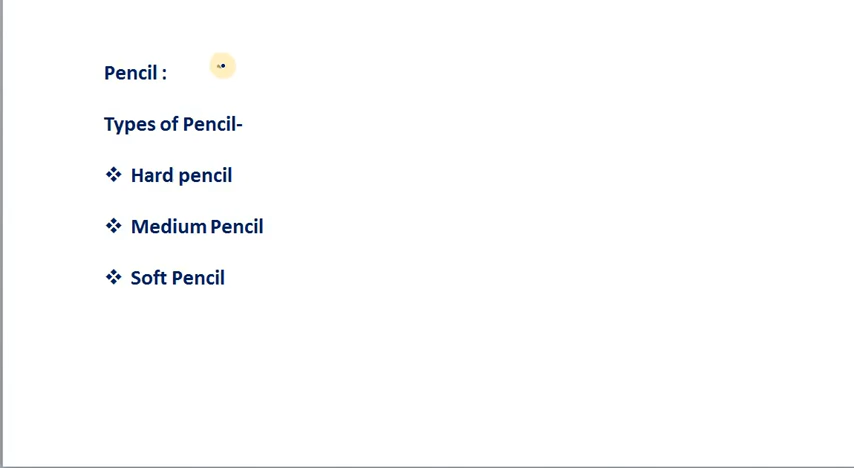 Pencil :
Types of Pencil-
❖ Hard pencil
❖ Medium Pencil
❖ Soft Pencil